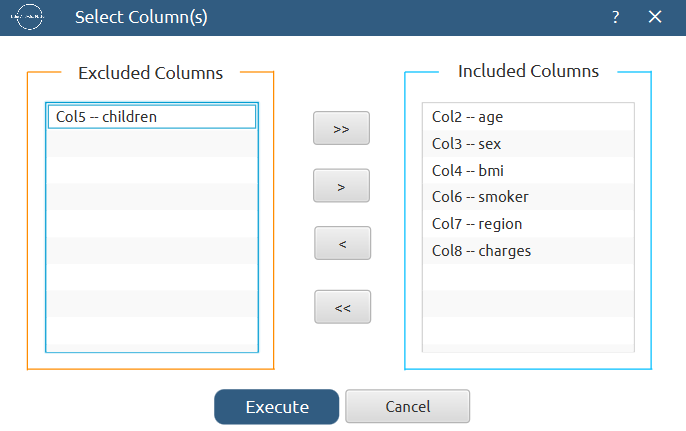 Select Column(s)
?
Excluded Columns
Included Columns
Col5 -- children
Col2 -- age
Col3 -- sex
Col4 -- bmi
Col6 -- smoker
Col7 -- region
Col8 -- charges
>>
>
<
<<
Execute
Cancel